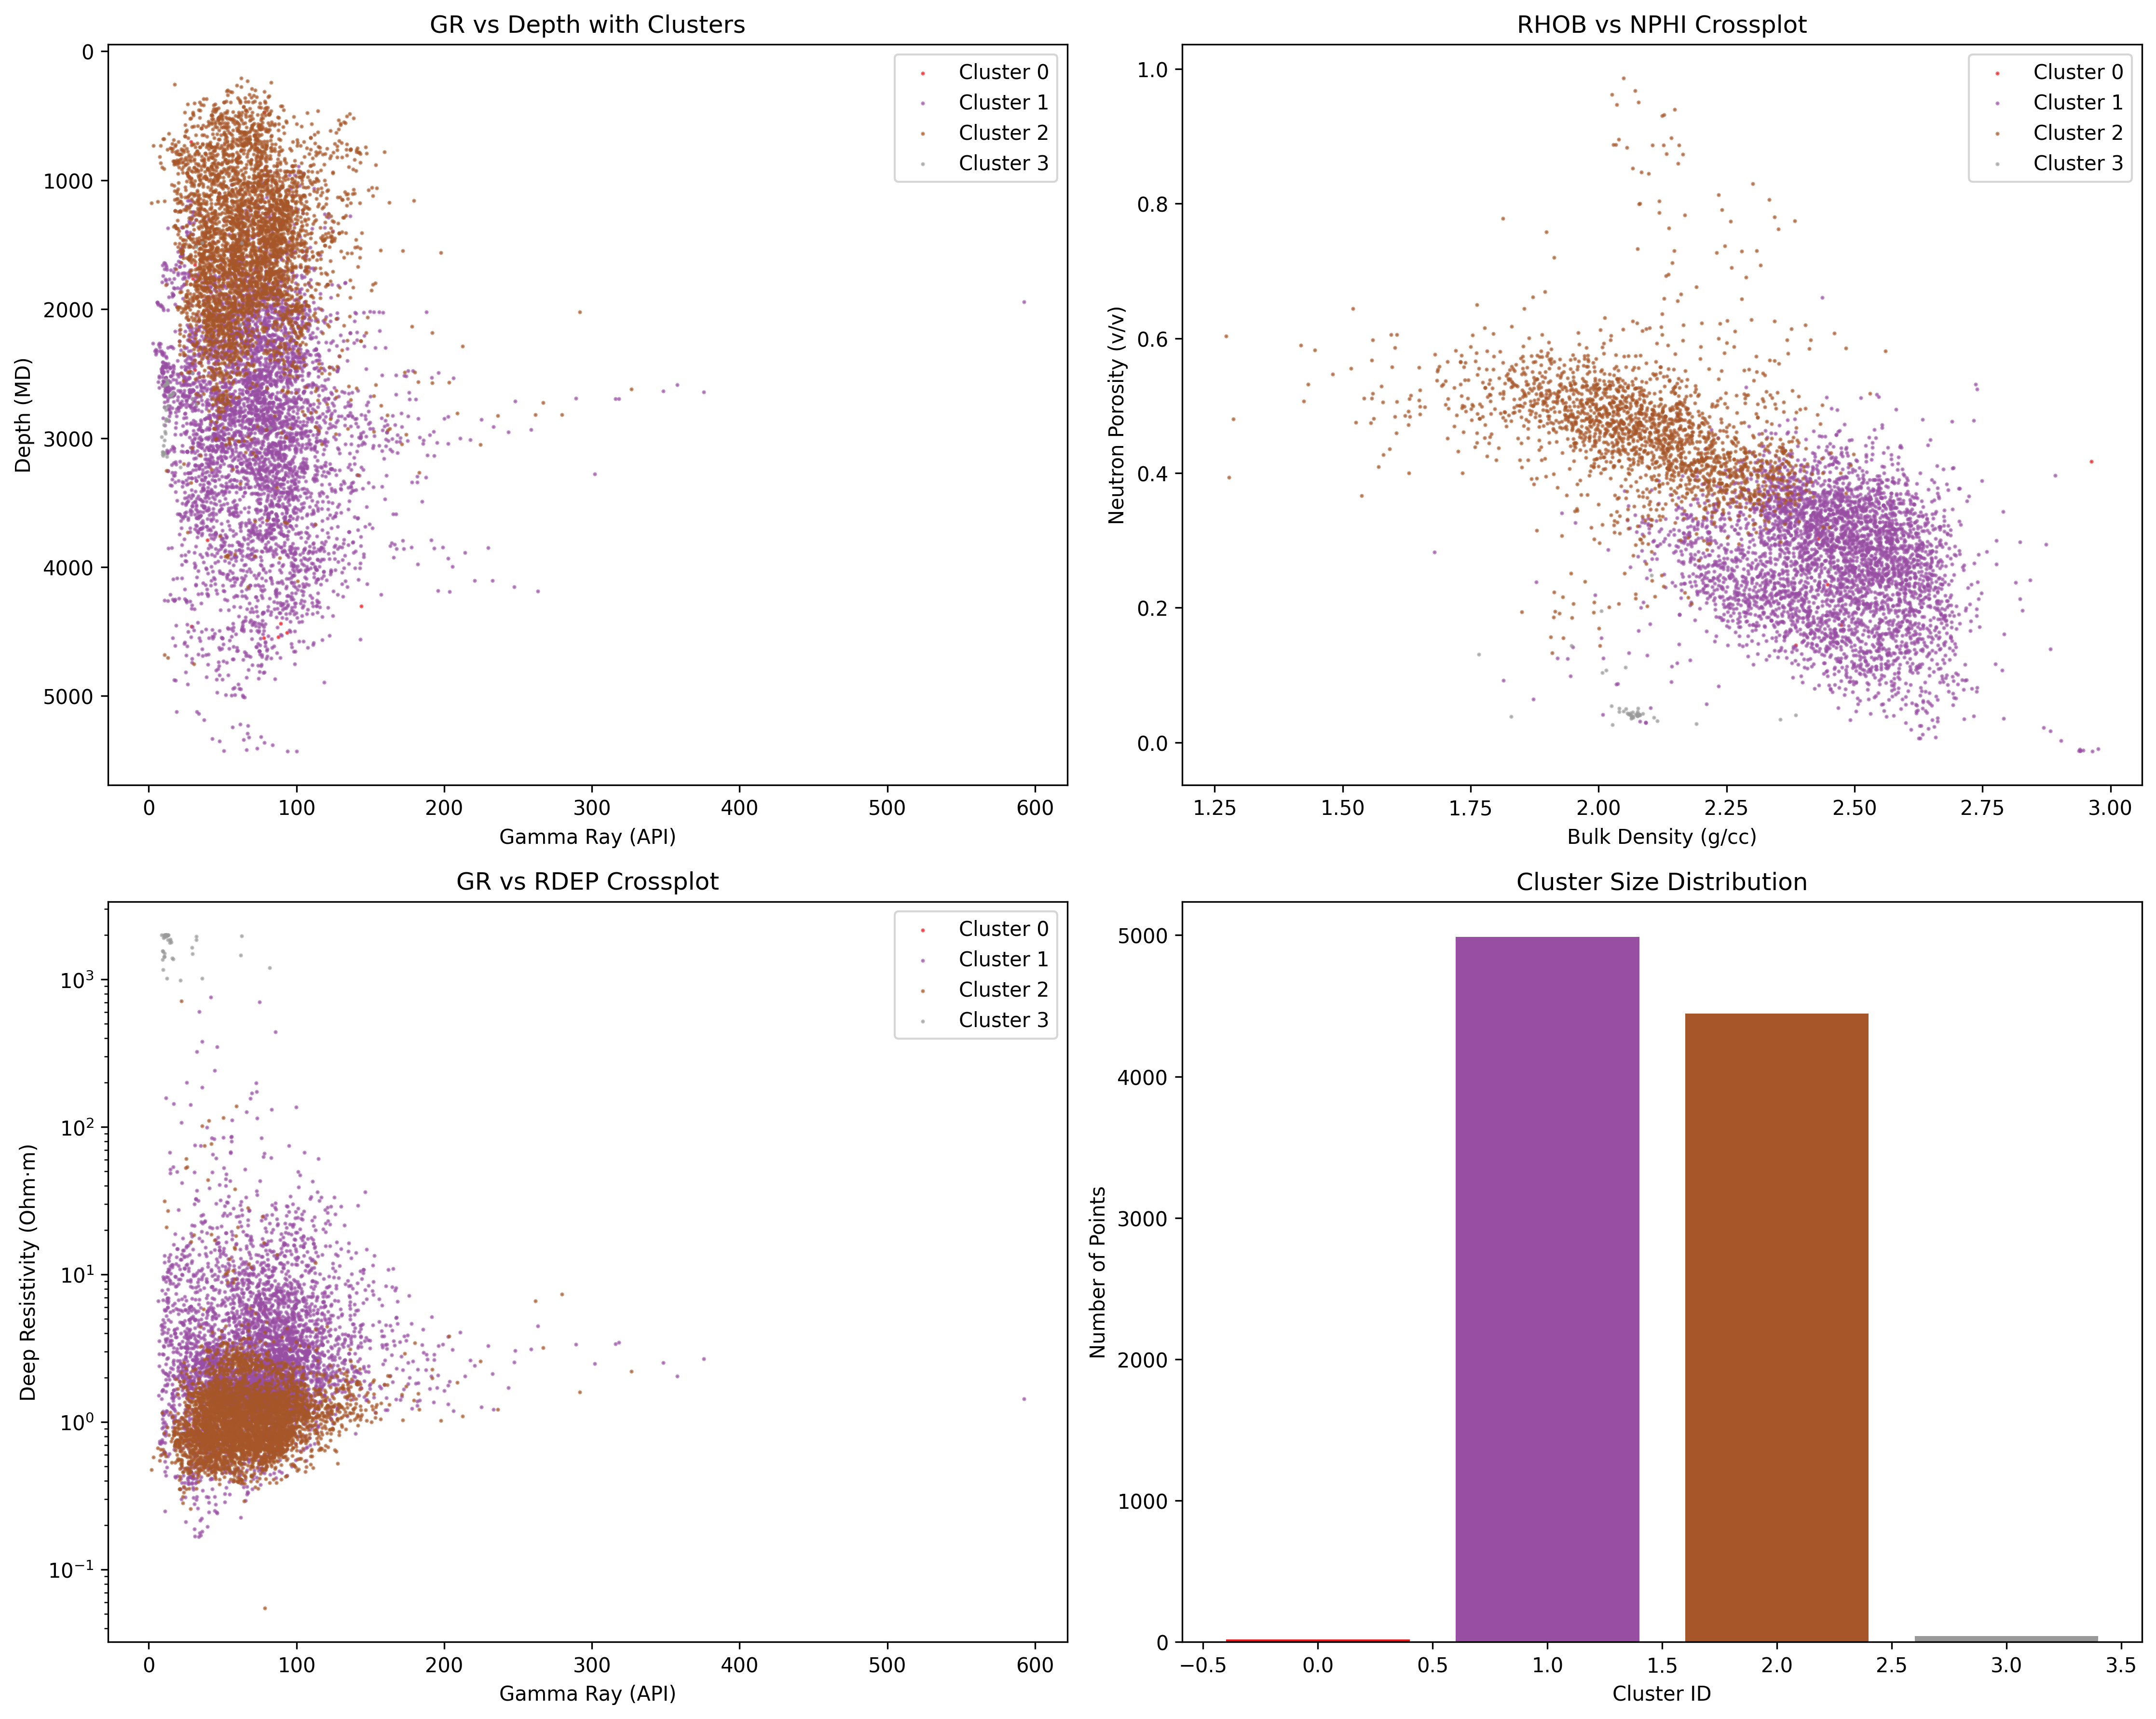 GR vs Depth with Clusters
Depth (MD)
0
1000
2000
3000
4000
5000
Cluster 0
Cluster 1
Cluster 2
Cluster 3
0 100 200 300 400 500 600
Gamma Ray (API)
RHOB vs NPHI Crossplot
Neutron Porosity (v/v)
1.0
0.8
0.6
0.4
0.2
0.0
Cluster 0
Cluster 1
Cluster 2
Cluster 3
1.25 1.50 1.75 2.00 2.25 2.50 2.75 3.00
Bulk Density (g/cc)
GR vs RDEP Crossplot
Deep Resistivity (Ohm·m)
10³
10²
10¹
10⁰
10⁻¹
Cluster 0
Cluster 1
Cluster 2
Cluster 3
0 100 200 300 400 500 600
Gamma Ray (API)
Cluster Size Distribution
Number of Points
5000
4000
3000
2000
1000
0
−0.5 0.0 0.5 1.0 1.5 2.0 2.5 3.0 3.5
Cluster ID